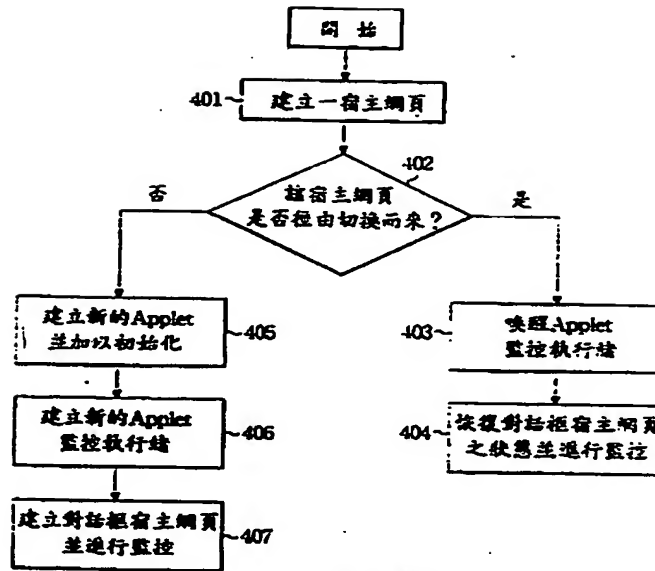 開始
401
建立一宿主網頁
402
該宿主網頁
是否經由切換而來？
否
是
建立新的Applet
並加以初始化
405
403
喚醒Applet
監控執行緒
建立新的Applet
監控執行緒
406
404
恢復對話框宿主網頁
之狀態並進行監控
建立對話框宿主網頁
並進行監控
407